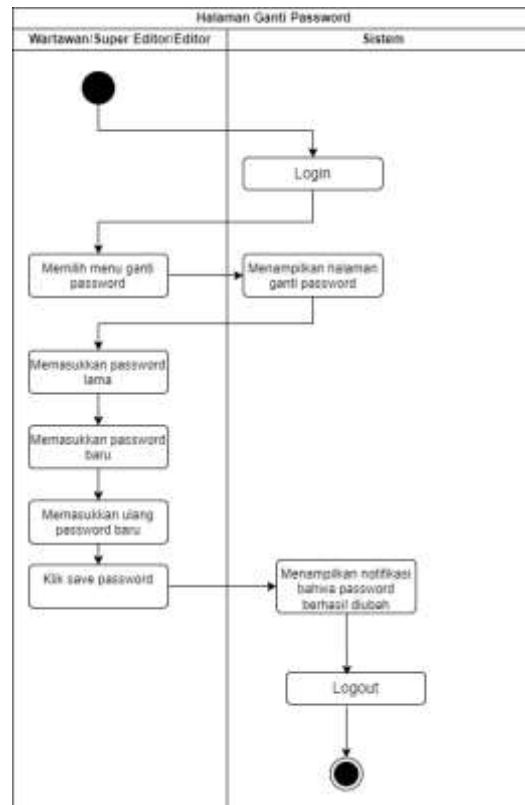 Halaman Ganti Password
Wartawan/Super Editor/Editor
Sistem
Login
Memilih menu ganti
password
Menampilkan halaman
ganti password
Memasukkan password
lama
Memasukkan password
baru
Memasukkan ulang
password baru
Klik save password
Menampilkan notifikasi
bahwa password
berhasil diubah
Logout